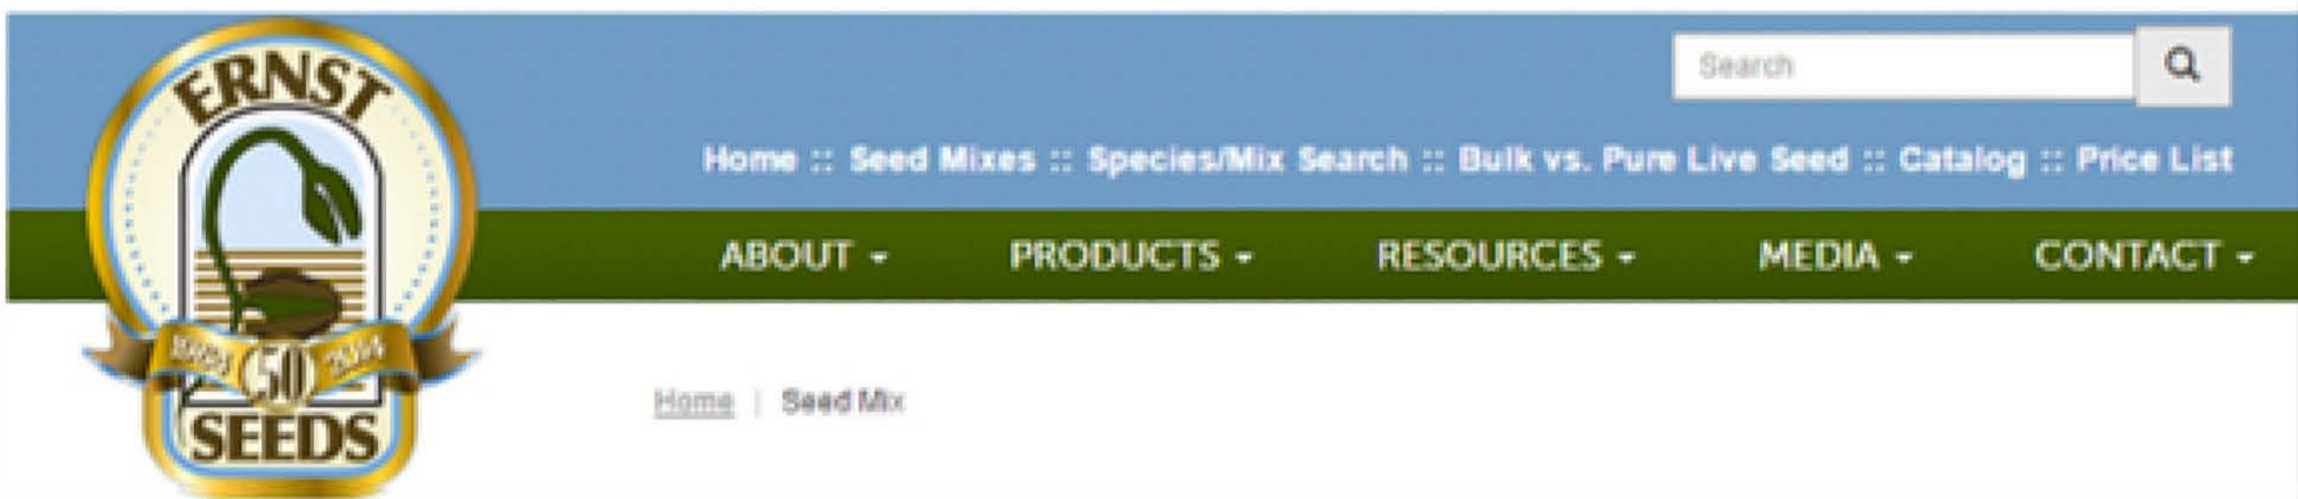 ERNST
50
SEEDS
Search
Home :: Seed Mixes :: Species/Mix Search :: Bulk vs. Pure Live Seed :: Catalog :: Price List
ABOUT PRODUCTS RESOURCES MEDIA CONTACT
Home | Seed Mix